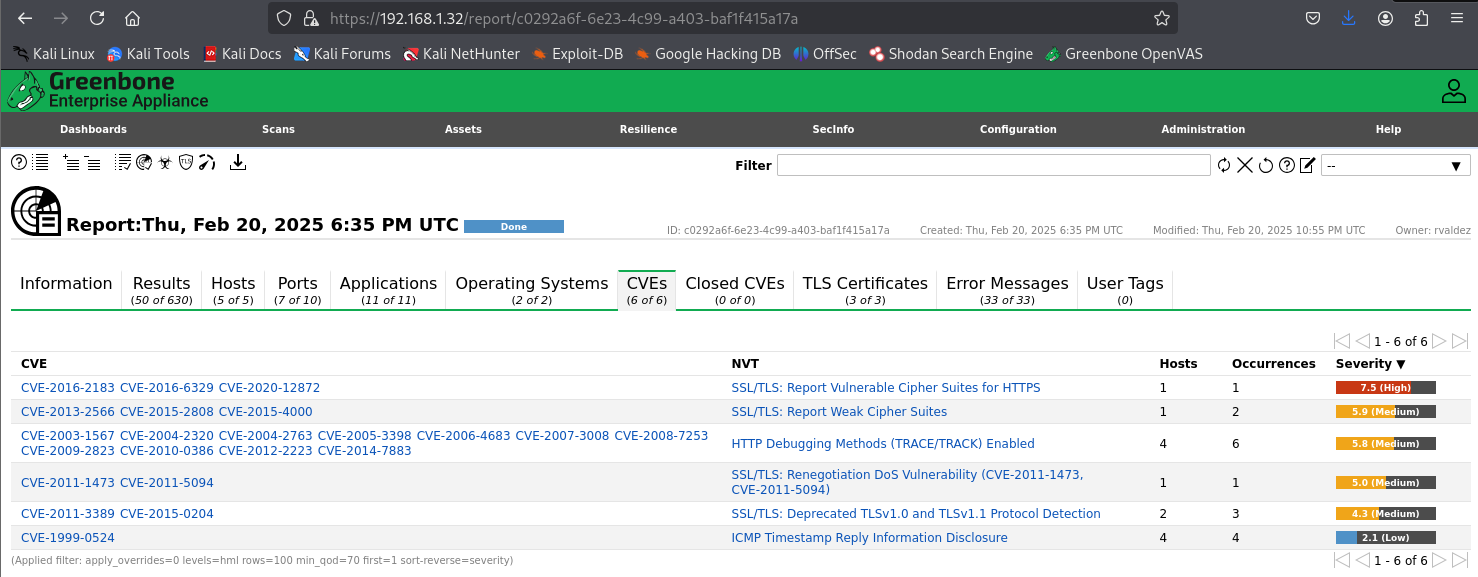 https://192.168.1.32/report/c0292a6f-6e23-4c99-a403-baf1f415a17a
Kali Linux Kali Tools Kali Docs Kali Forums Kali NetHunter Exploit-DB Google Hacking DB OffSec Shodan Search Engine Greenbone OpenVAS
Greenbone
Enterprise Appliance
Dashboards Scans Assets Resilience SecInfo Configuration Administration Help
TLS
Filter --
Report:Thu, Feb 20, 2025 6:35 PM UTC Done ID: c0292a6f-6e23-4c99-a403-baf1f415a17a Created: Thu, Feb 20, 2025 6:35 PM UTC Modified: Thu, Feb 20, 2025 10:55 PM UTC Owner: rvaldez
Information Results Hosts Ports Applications Operating Systems CVEs Closed CVEs TLS Certificates Error Messages User Tags
(50 of 630) (5 of 5) (7 of 10) (11 of 11) (2 of 2) (6 of 6) (0 of 0) (3 of 3) (33 of 33) (0)
1 - 6 of 6
CVE NVT Hosts Occurrences Severity ▼
CVE-2016-2183 CVE-2016-6329 CVE-2020-12872 SSL/TLS: Report Vulnerable Cipher Suites for HTTPS 1 1 7.5 (High)
CVE-2013-2566 CVE-2015-2808 CVE-2015-4000 SSL/TLS: Report Weak Cipher Suites 1 2 5.9 (Medium)
CVE-2003-1567 CVE-2004-2320 CVE-2004-2763 CVE-2005-3398 CVE-2006-4683 CVE-2007-3008 CVE-2008-7253
CVE-2009-2823 CVE-2010-0386 CVE-2012-2223 CVE-2014-7883 HTTP Debugging Methods (TRACE/TRACK) Enabled 4 6 5.8 (Medium)
CVE-2011-1473 CVE-2011-5094 SSL/TLS: Renegotiation DoS Vulnerability (CVE-2011-1473,
CVE-2011-5094) 1 1 5.0 (Medium)
CVE-2011-3389 CVE-2015-0204 SSL/TLS: Deprecated TLSv1.0 and TLSv1.1 Protocol Detection 2 3 4.3 (Medium)
CVE-1999-0524 ICMP Timestamp Reply Information Disclosure 4 4 2.1 (Low)
(Applied filter: apply_overrides=0 levels=hml rows=100 min_qod=70 first=1 sort-reverse=severity) 1 - 6 of 6